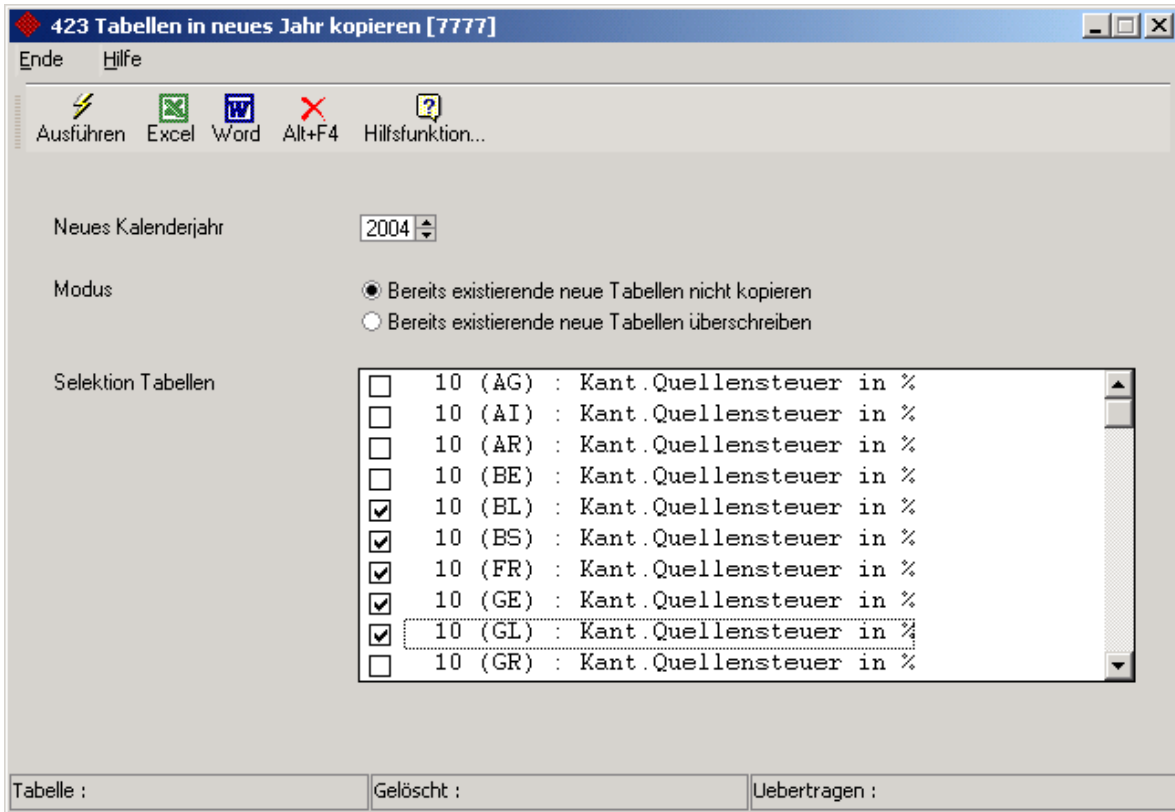 423 Tabellen in neues Jahr kopieren [7777]
Ende Hilfe
Ausführen Excel Word Alt+F4 Hilfsfunktion...
Neues Kalenderjahr 2004
Modus Bereits existierende neue Tabellen nicht kopieren
Bereits existierende neue Tabellen überschreiben
Selektion Tabellen 10 (AG) : Kant.Quellensteuer in %
10 (AI) : Kant.Quellensteuer in %
10 (AR) : Kant.Quellensteuer in %
10 (BE) : Kant.Quellensteuer in %
10 (BL) : Kant.Quellensteuer in %
10 (BS) : Kant.Quellensteuer in %
10 (FR) : Kant.Quellensteuer in %
10 (GE) : Kant.Quellensteuer in %
10 (GL) : Kant.Quellensteuer in %
10 (GR) : Kant.Quellensteuer in %
Tabelle : Gelöscht : Uebertragen :